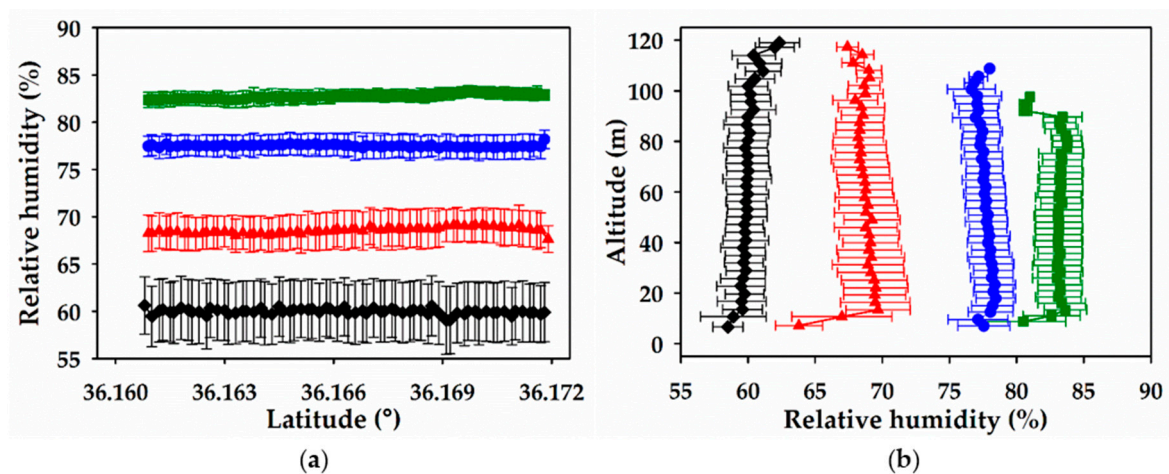 90
85
80
75
70
65
60
55
Relative humidity (%)
36.160 36.163 36.166 36.169 36.172
Latitude (°)
(a)
120
100
80
60
40
20
0
Altitude (m)
55 60 65 70 75 80 85 90
Relative humidity (%)
(b)